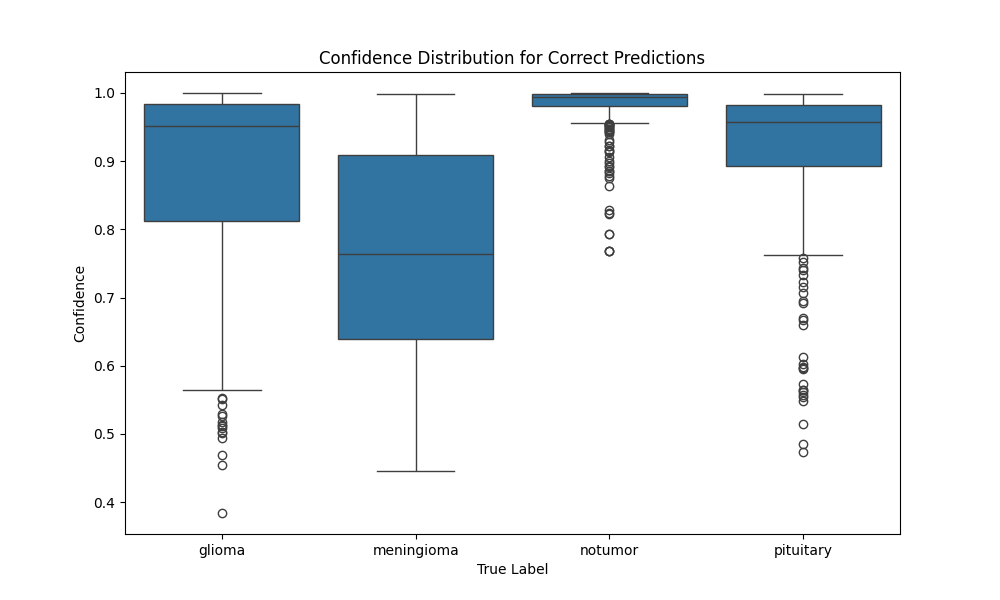 Confidence Distribution for Correct Predictions
1.0
0.9
0.8
0.7
0.6
0.5
0.4
Confidence
glioma meningioma notumor pituitary
True Label